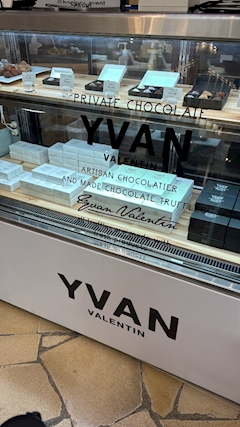 PRIVATE CHOCOLATE
YVAN
VALENTIN
ARTISAN CHOCOLATIER
AND MADE CHOCOLATE TRUFFLE
Yvan Valentin
YVAN
VALENTIN